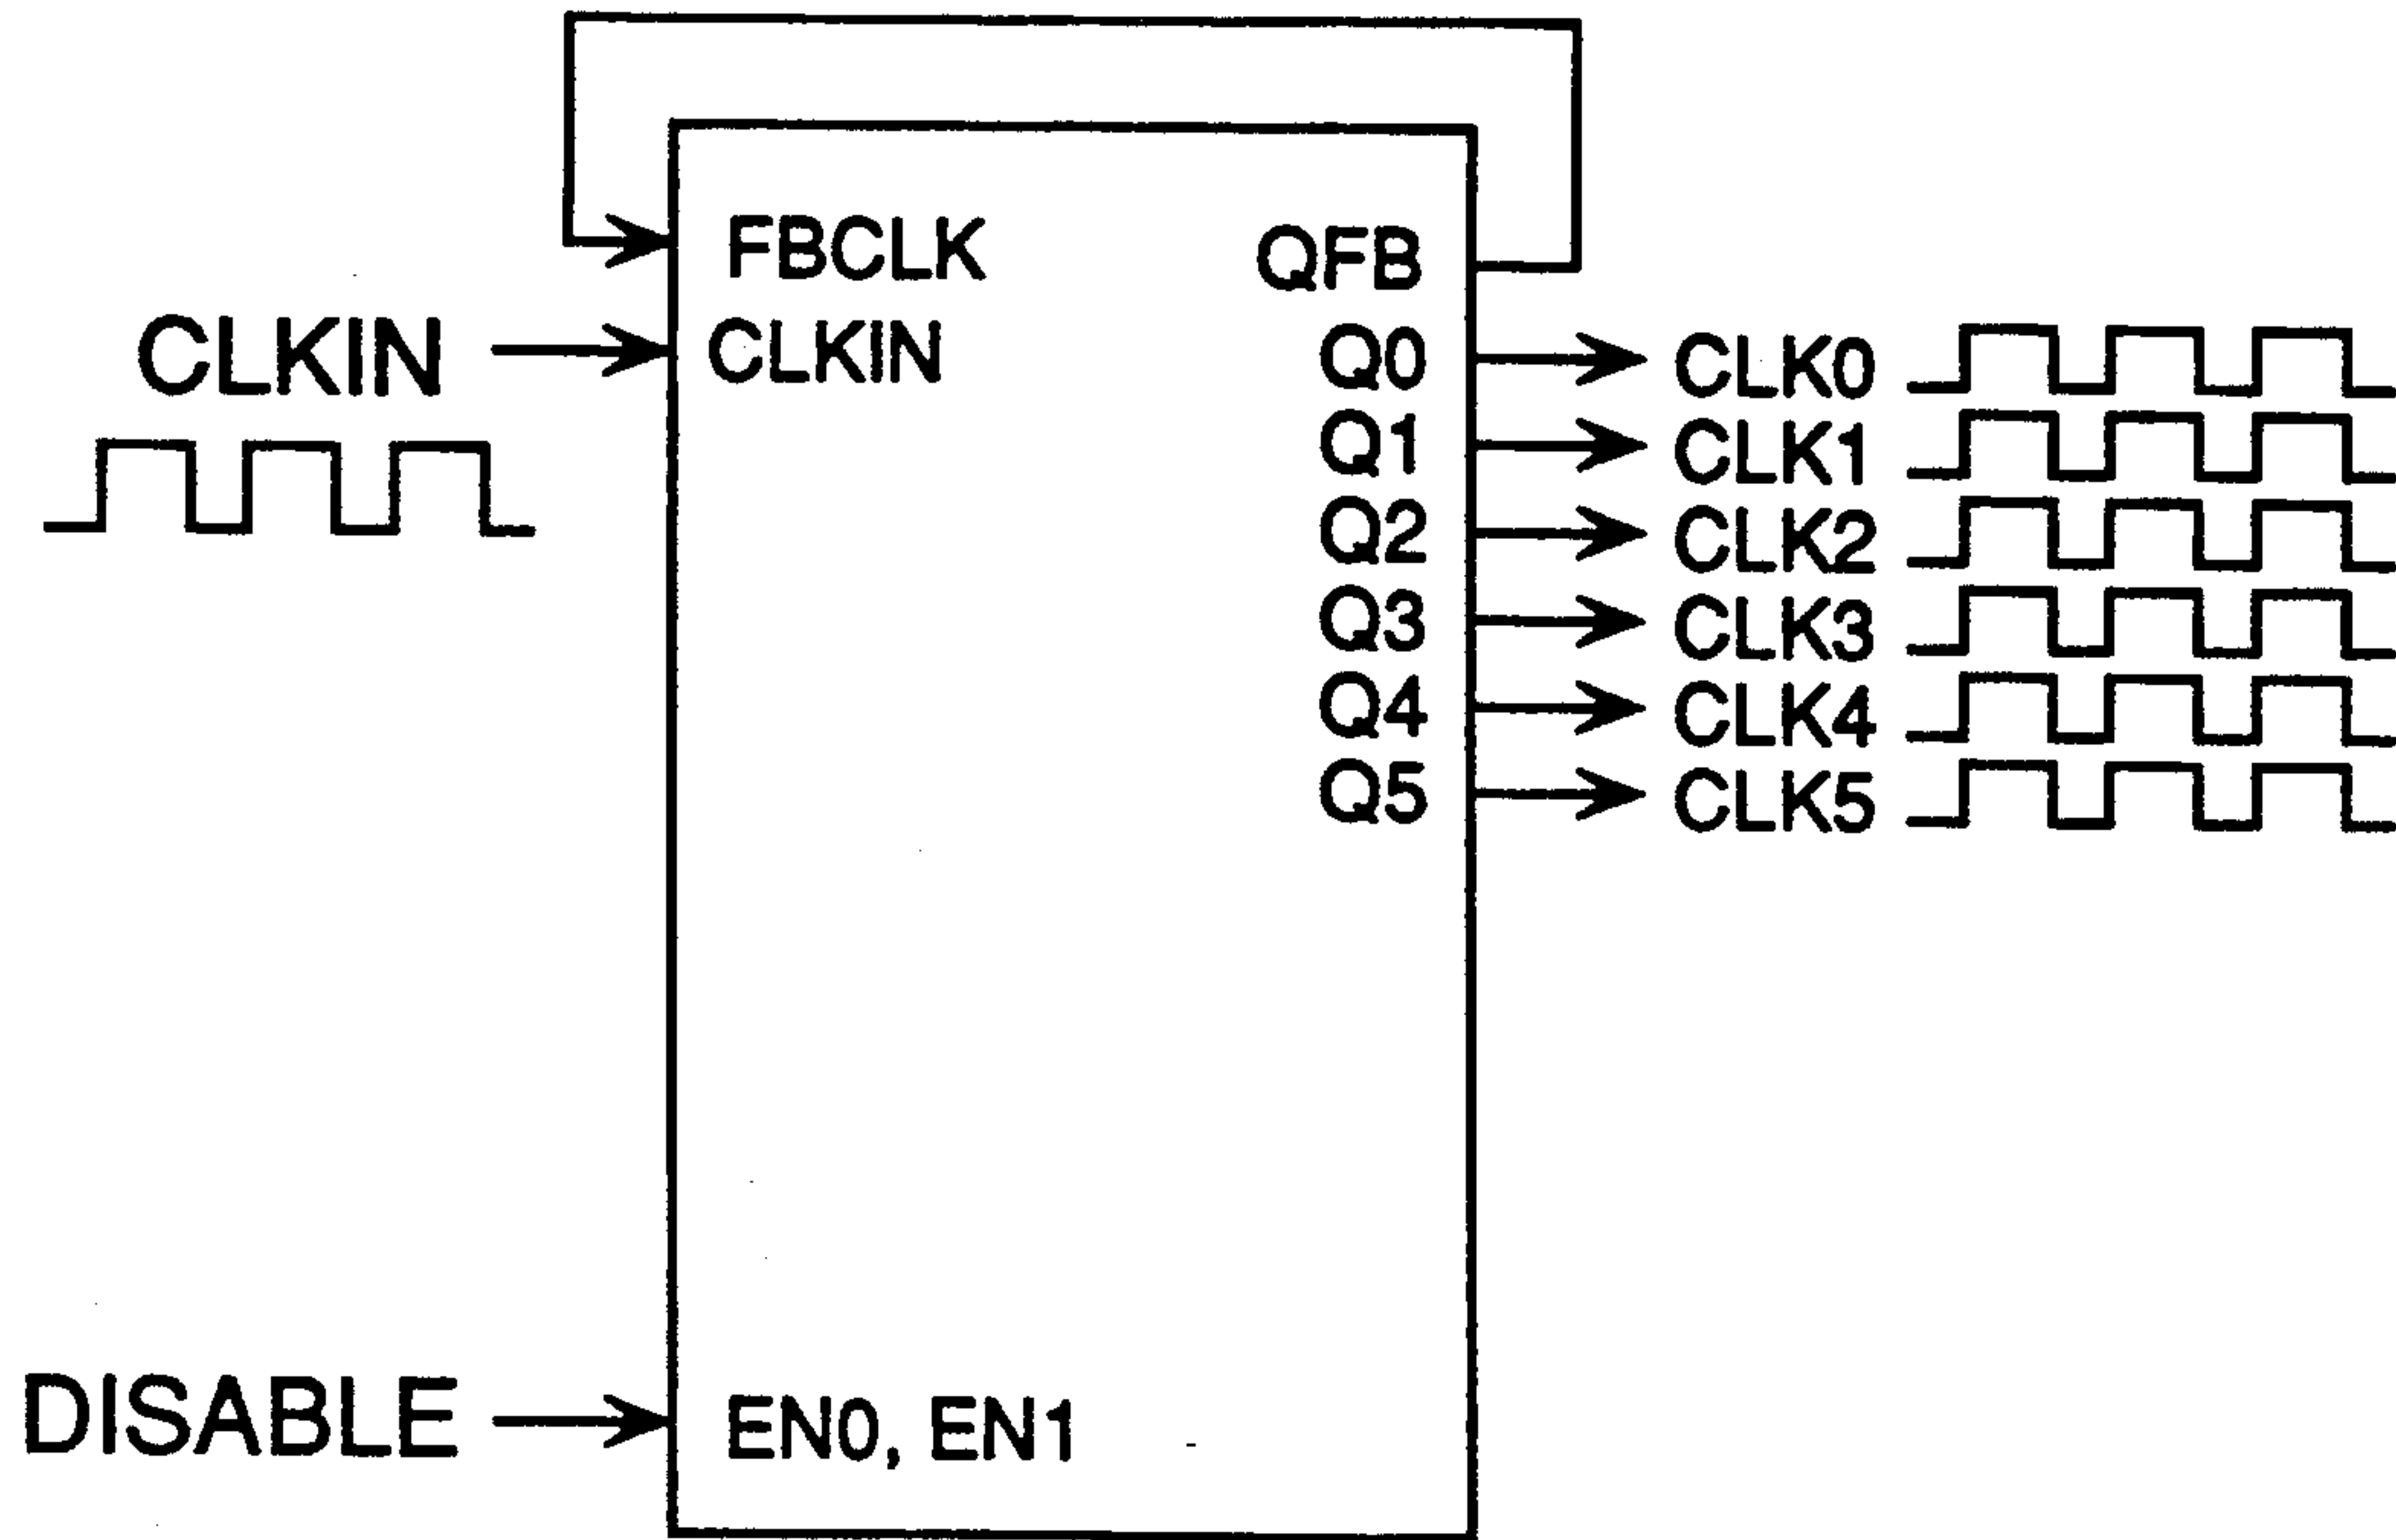 FBCLK QFB
CLKIN CLKIN Q0 CLK0
Q1 CLK1
Q2 CLK2
Q3 CLK3
Q4 CLK4
Q5 CLK5
DISABLE EN0, EN1